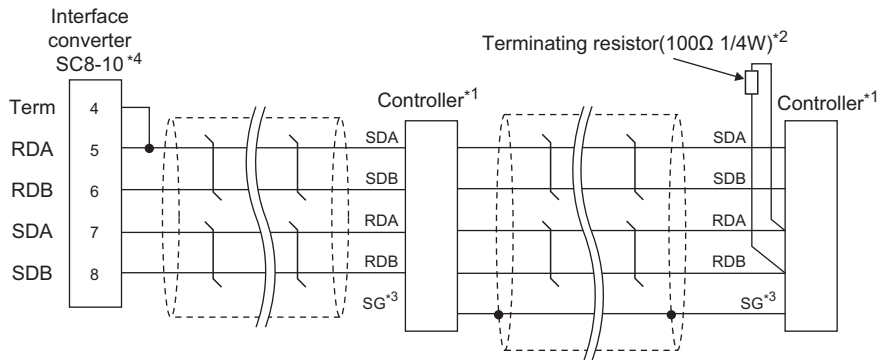 Interface
converter
SC8-10 *4
Terminating resistor(100Ω 1/4W)*2
Controller*1
Controller*1
Term 4
RDA 5 SDA SDA
RDB 6 SDB SDB
SDA 7 RDA RDA
SDB 8 RDB RDB
SG*3 SG*3